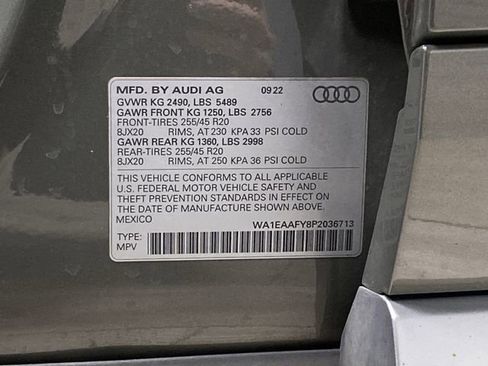 MFD. BY AUDI AG 09 22
GVWR KG 2490, LBS 5489
GAWR FRONT KG 1250, LBS 2756
FRONT-TIRES 255/45 R20
8JX20 RIMS, AT 230 KPA 33 PSI COLD
GAWR REAR KG 1360, LBS 2998
REAR-TIRES 255/45 R20
8JX20 RIMS, AT 250 KPA 36 PSI COLD
THIS VEHICLE CONFORMS TO ALL APPLICABLE
U.S. FEDERAL MOTOR VEHICLE SAFETY AND
THEFT PREVENTION STANDARDS IN EFFECT ON
THE DATE OF MANUFACTURE SHOWN ABOVE.
MEXICO
WA1EAAFY8P2036713
TYPE:
MPV